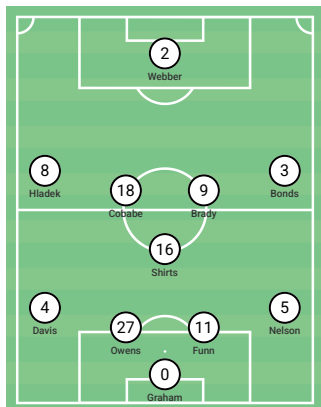 2
Webber
8
Hladek
3
Bonds
18
Cobabe
9
Brady
16
Shirts
4
Davis
5
Nelson
27
Owens
11
Funn
0
Graham